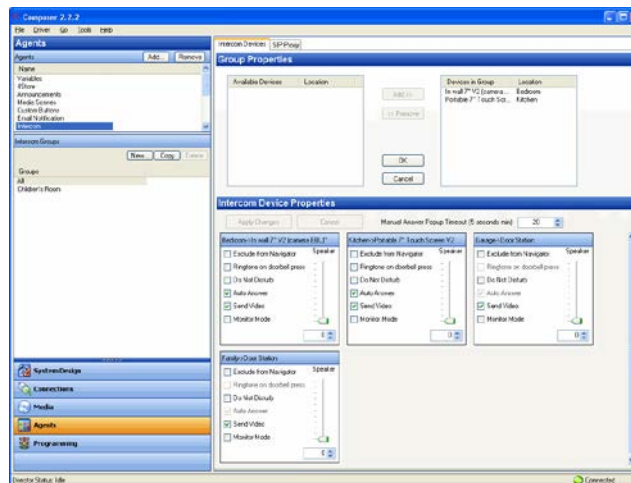 Composer 2.2.2
File Driver Go Tools Help
Agents
Agents Add... Remove
Name
Variables
1Show
Announcements
Media Scenes
Custom Buttons
Email Notification
Intercom
Intercom Groups
New... Copy Delete
Groups
All
Children's Room
System Design
Connections
Media
Agents
Programming
Intercom Devices SIP Proxy
Group Properties
Available Devices Location
Add >>
<< Remove
OK
Cancel
Devices in Group Location
In wall 7" V2 (camera ... Bedroom
Portable 7" Touch Scr... Kitchen
Intercom Device Properties
Apply Changes Cancel Manual Answer Popup Timeout (5 seconds min) 20
Bedroom->In wall 7" V2 (camera
Speaker
Exclude from Navigator
Ringtone on doorbell press
Do Not Disturb
Auto Answer
Send Video
Monitor Mode
Kitchen->Portable 7" Touch Screen V2
Speaker
Exclude from Navigator
Ringtone on doorbell press
Do Not Disturb
Auto Answer
Send Video
Monitor Mode
Garage->Door Station
Speaker
Exclude from Navigator
Ringtone on doorbell press
Do Not Disturb
Auto Answer
Send Video
Monitor Mode
Family->Door Station
Speaker
Exclude from Navigator
Ringtone on doorbell press
Do Not Disturb
Auto Answer
Send Video
Monitor Mode
Director Status: Idle
Connected